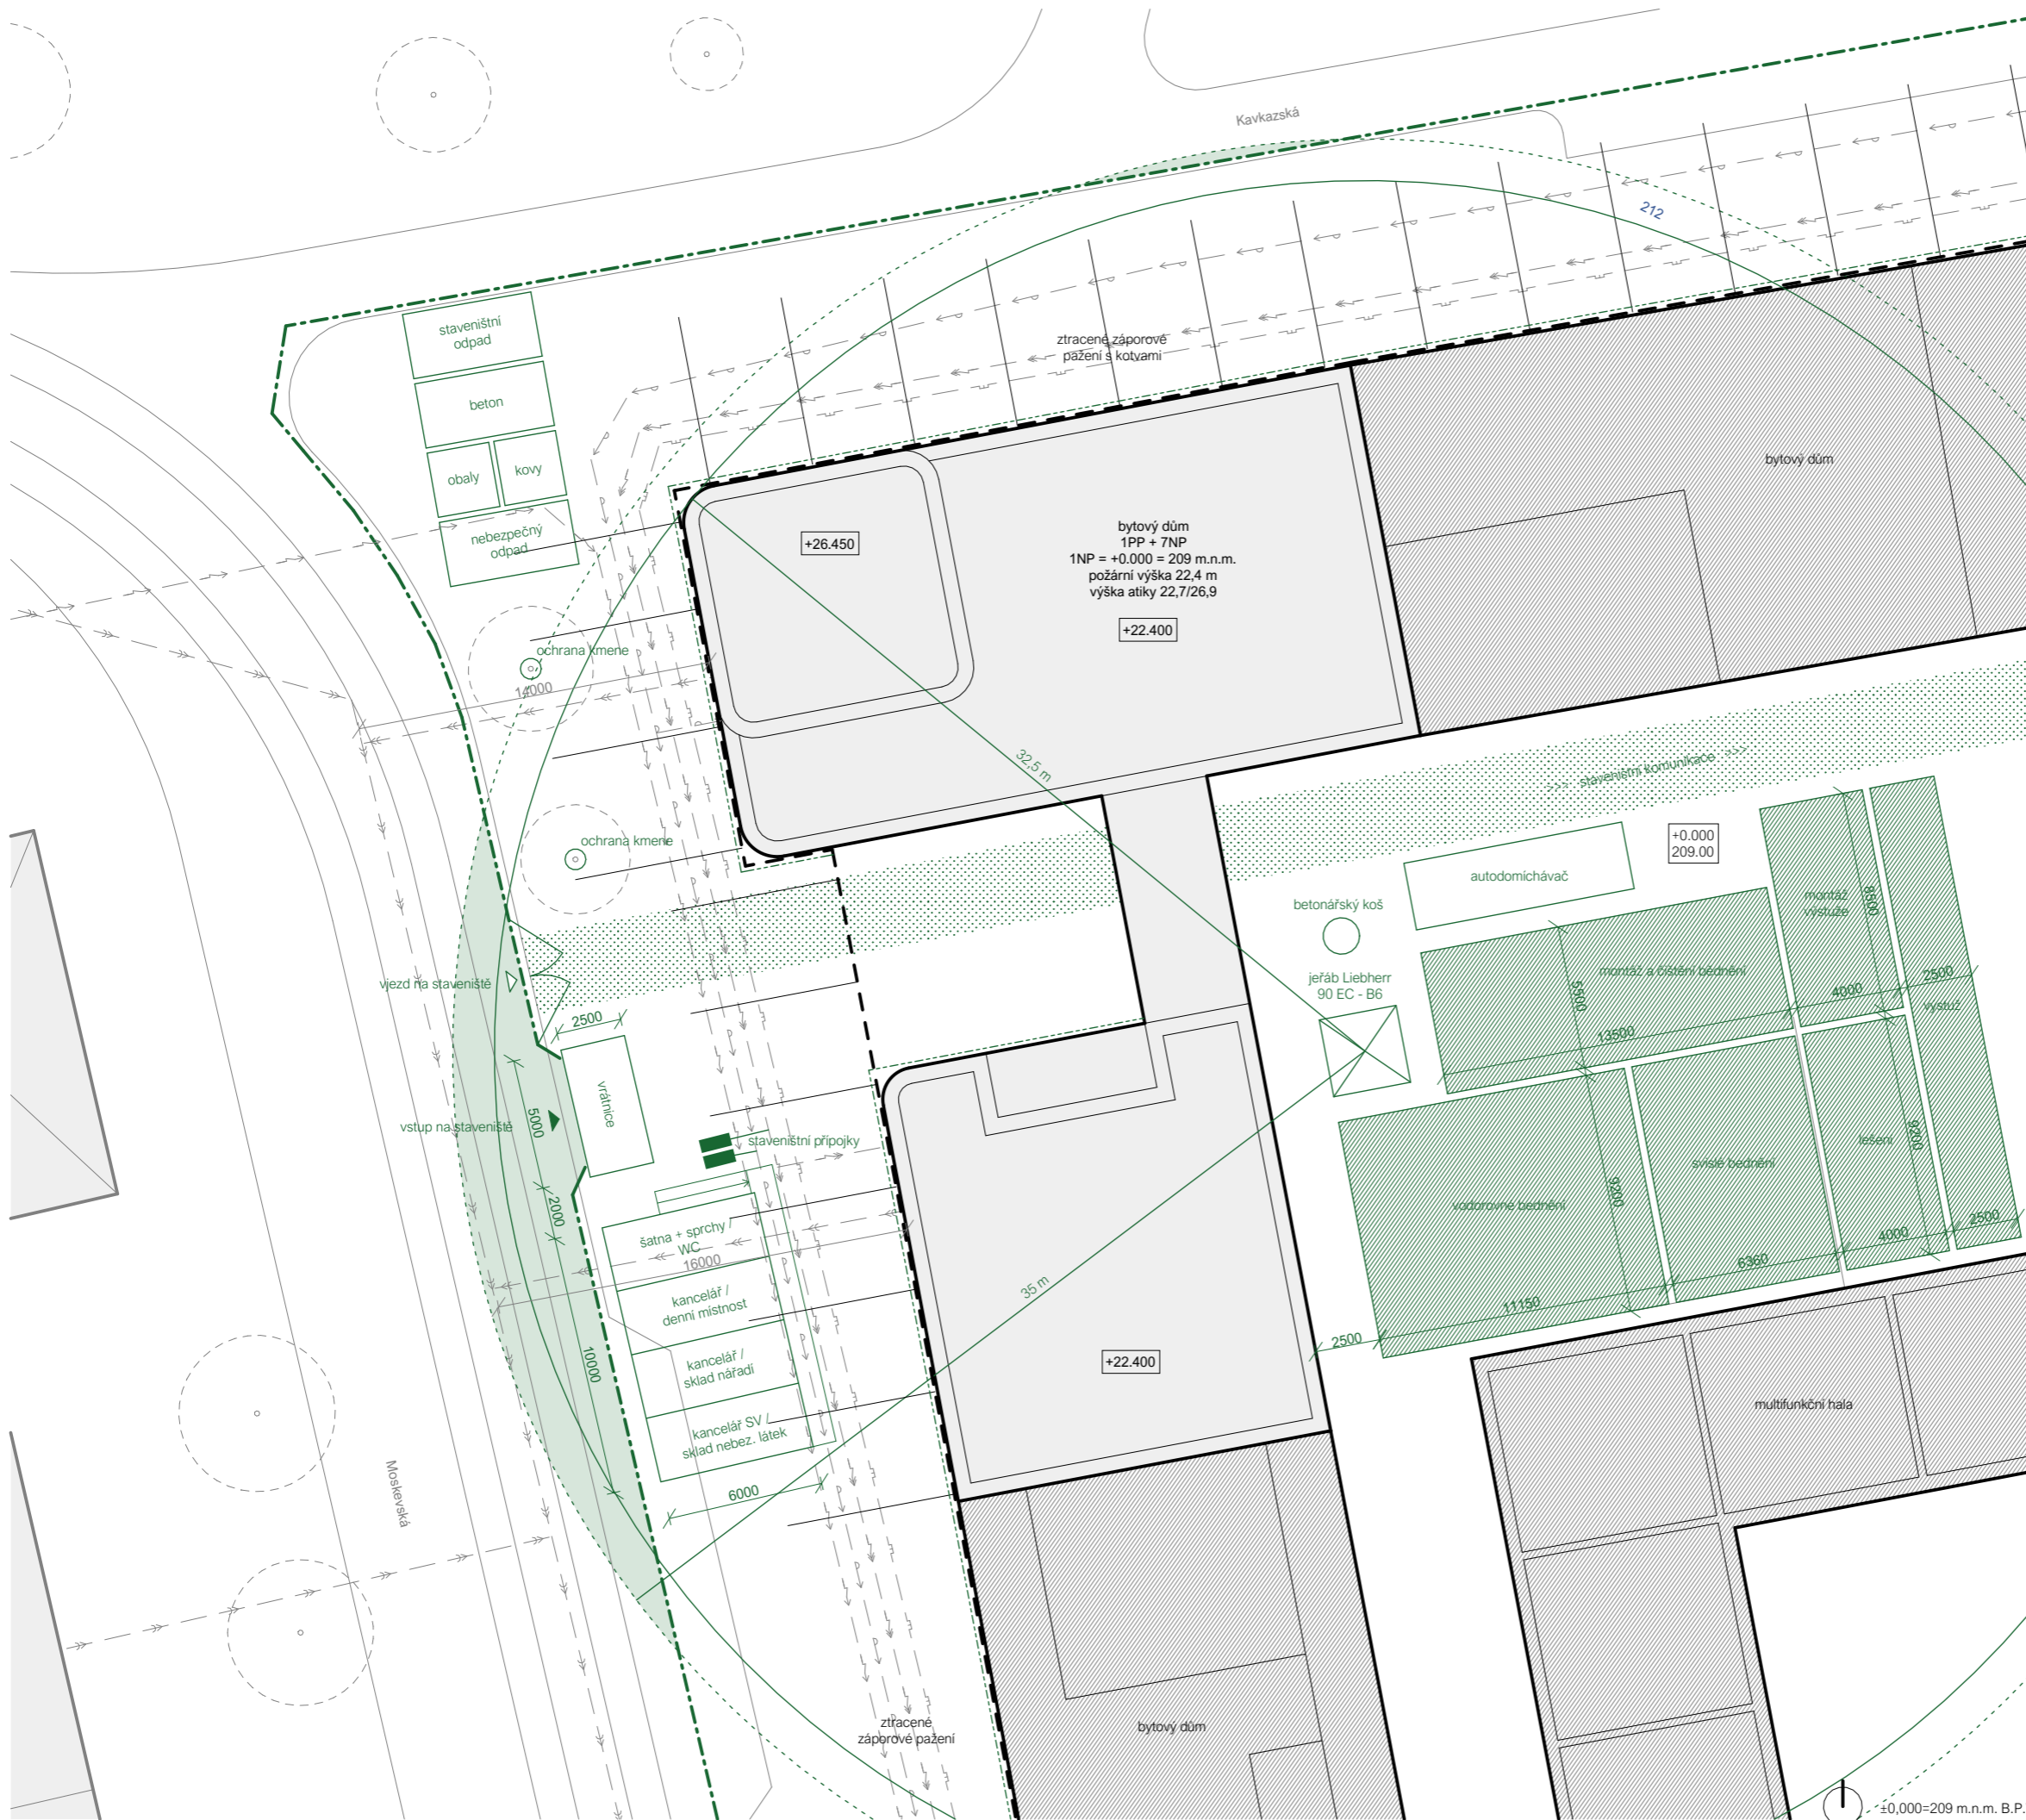 Kavkazská
212
staveništní
odpad
beton
obaly
kovy
nebezpečný
odpad
ztracené záporové
pažení s kotvami
bytový dům
+26.450
bytový dům
1PP + 7NP
1NP = +0.000 = 209 m.n.m.
požární výška 22,4 m
výška atiky 22,7/26,9
+22.400
ochrana kmene
14000
32,5 m
>>> staveništní komunikace >>>
ochrana kmene
+0.000
209.00
autodomíchávač
betonářský koš
montáž
výstuže
8500
vjezd na staveniště
jeřáb Liebherr
90 EC - B6
montáž a čištění bednění
5500
4000
2500
výstuž
13500
2500
vrátnice
5000
vstup na staveniště
staveništní přípojky
svislé bednění
lešení
9200
vodorovné bednění
9200
2000
šatna + sprchy /
WC
16000
kancelář /
denní místnost
35 m
11150
6360
4000
2500
2500
10000
kancelář /
sklad nářadí
+22.400
multifunkční hala
kancelář SV /
sklad nebez. látek
6000
Moskevská
ztracené
záporové pažení
bytový dům
±0,000=209 m.n.m. B.P.